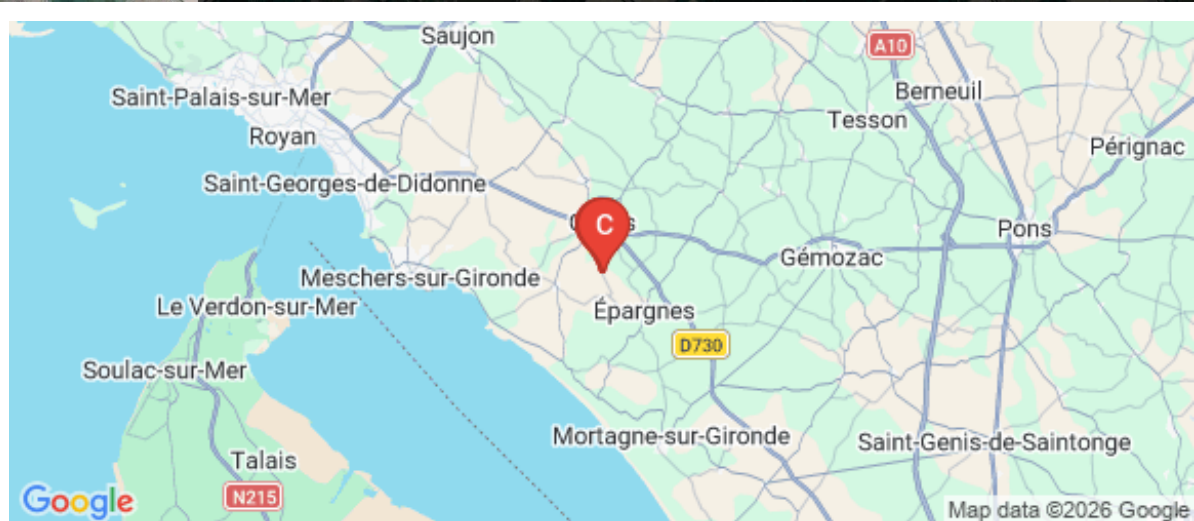 Saujon
A10
Saint-Palais-sur-Mer
Berneuil
Tesson
Royan
Pérignac
Saint-Georges-de-Didonne
C
Pons
Gémozac
Meschers-sur-Gironde
Le Verdon-sur-Mer
Épargnes
D730
Soulac-sur-Mer
Mortagne-sur-Gironde
Saint-Genis-de-Saintonge
Talais
N215
Google
Map data ©2026 Google